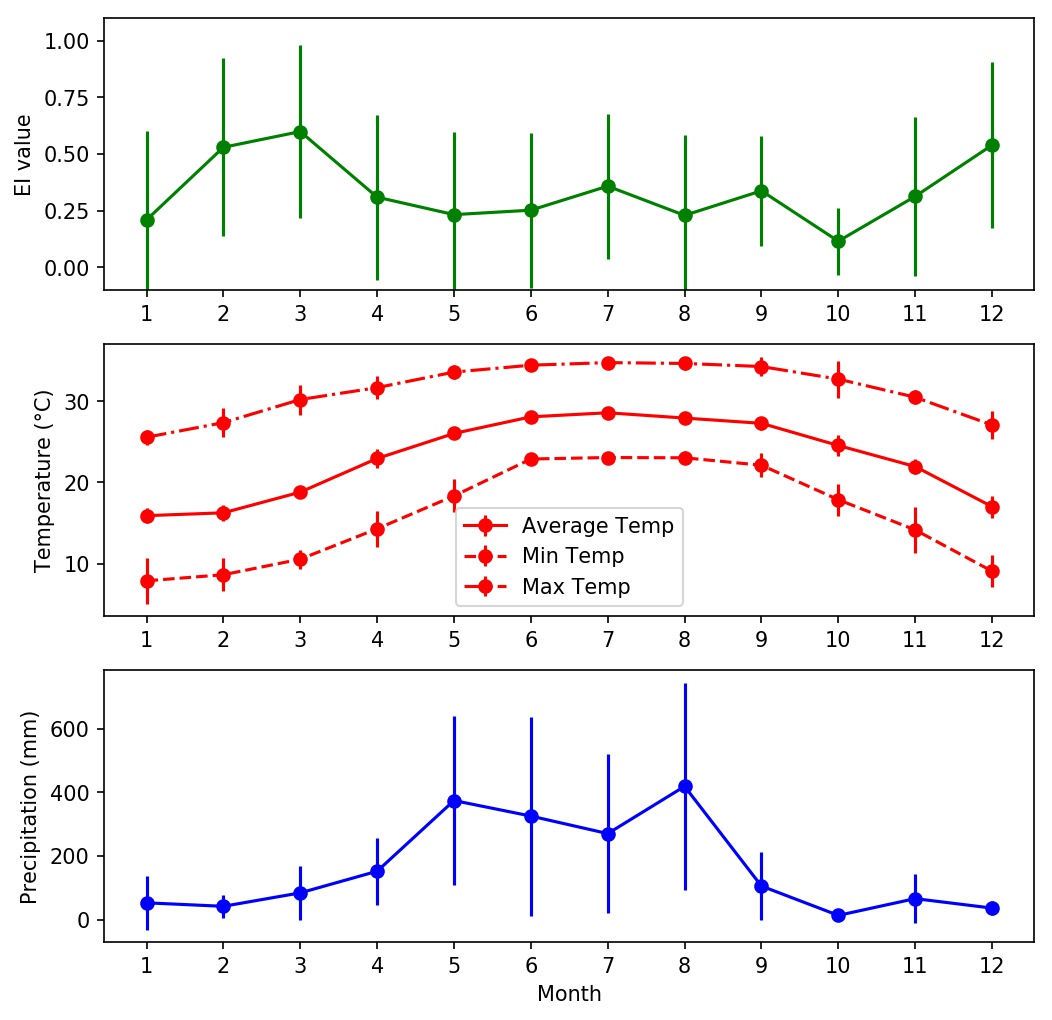 EI value
1.00
0.75
0.50
0.25
0.00
1 2 3 4 5 6 7 8 9 10 11 12
Temperature (°C)
30
20
10
Average Temp
Min Temp
Max Temp
1 2 3 4 5 6 7 8 9 10 11 12
Precipitation (mm)
600
400
200
0
1 2 3 4 5 6 7 8 9 10 11 12
Month